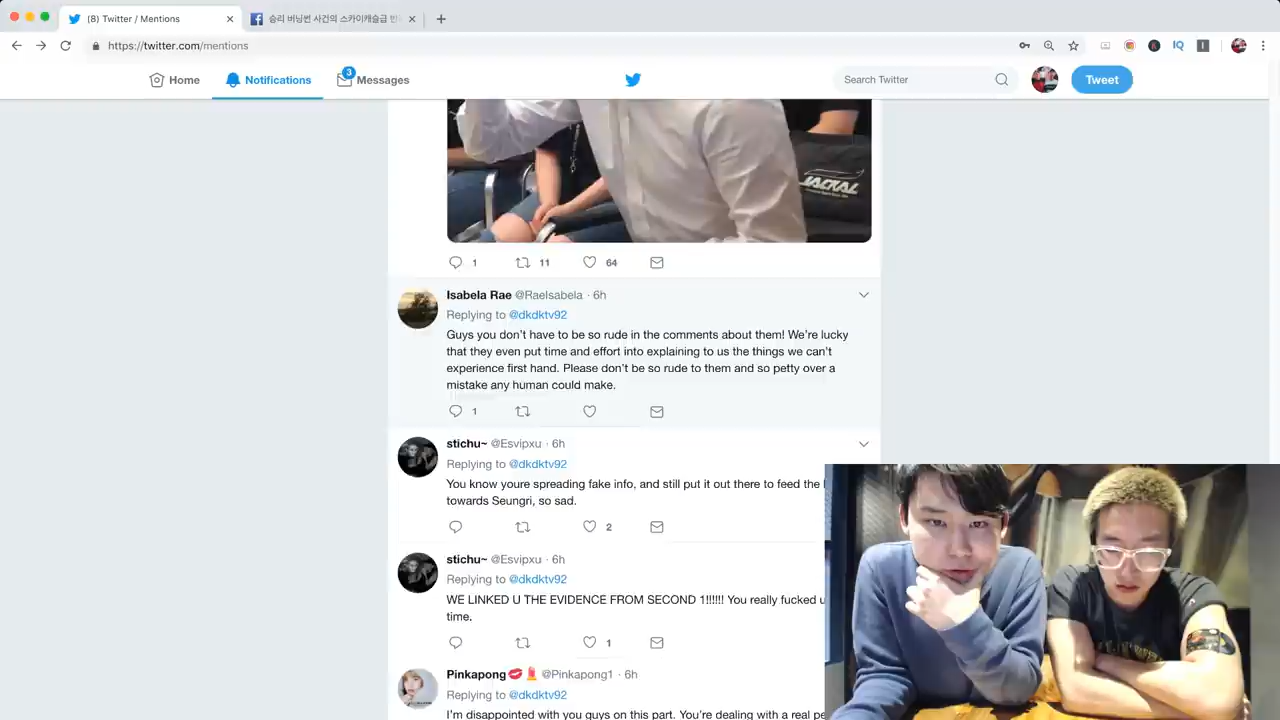 (8) Twitter / Mentions
승리 버닝썬 사건의 스카이캐슬급 반
https://twitter.com/mentions
IQ
Home
Notifications
3
Messages
Search Twitter
Tweet
JACKAL
1 11 64
Isabela Rae @RaeIsabela · 6h
Replying to @dkdktv92
Guys you don't have to be so rude in the comments about them! We're lucky
that they even put time and effort into explaining to us the things we can't
experience first hand. Please don't be so rude to them and so petty over a
mistake any human could make.
1
stichu~ @Esvipxu · 6h
Replying to @dkdktv92
You know youre spreading fake info, and still put it out there to feed the
towards Seungri, so sad.
2
stichu~ @Esvipxu · 6h
Replying to @dkdktv92
WE LINKED U THE EVIDENCE FROM SECOND 1!!!!!! You really fucked
time.
1
Pinkapong💋💄 @Pinkapong1 · 6h
Replying to @dkdktv92
I'm disappointed with you guys on this part. You're dealing with a real